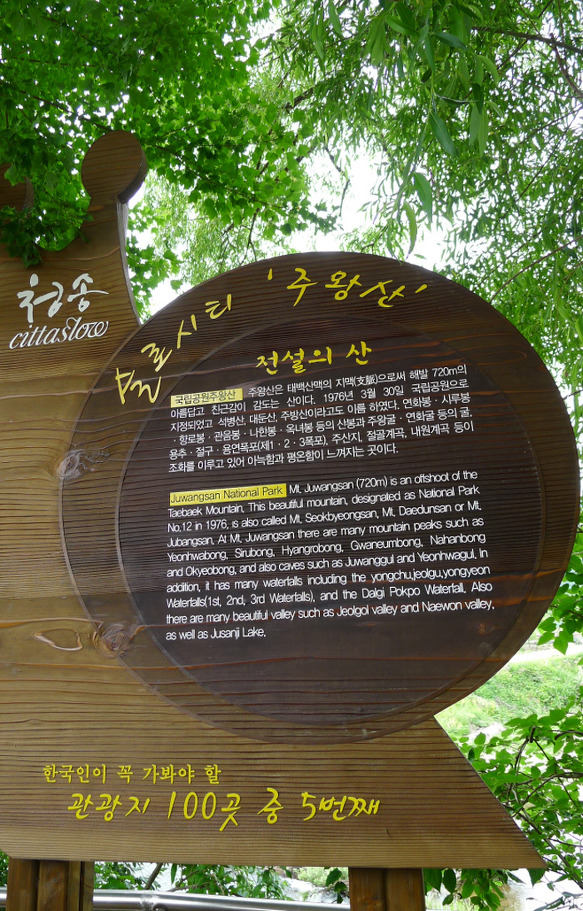 청송
cittaslow
슬로시티 '주왕산'
전설의 산
국립공원주왕산 주왕산은 태백산맥의 지맥(支脈)으로써 해발 720m의
아름답고 친근감이 감도는 산이다. 1976년 3월 30일 국립공원으로
지정되었고 석병산, 대둔산, 주방산이라고도 이름 하였다. 연화봉 · 시루봉
· 향로봉 · 관음봉 · 나한봉 · 옥녀봉 등의 산봉과 주왕굴 · 연화굴 등의 굴,
용추 · 절구 · 용연폭포(제1 · 2 · 3폭포), 주산지, 절골계곡, 내원계곡 등이
조화를 이루고 있어 아늑함과 평온함이 느껴지는 곳이다.
Juwangsan National Park Mt. Juwangsan (720m) is an offshoot of the
Taebaek Mountain. This beautiful mountain, designated as National Park
No.12 in 1976, is also called Mt. Seokbyeongsan, Mt. Daedunsan or Mt.
Jubangsan. At Mt. Juwangsan there are many mountain peaks such as
Yeonhwabong, Sirubong, Hyangrobong, Gwaneumbong, Nahanbong
and Okyeobong, and also caves such as Juwanggul and Yeonhwagul. In
addition, it has many waterfalls including the yongchu,jeolgu,yongyeon
Waterfalls(1st, 2nd, 3rd Waterfalls), and the Dalgi Pokpo Waterfall. Also
there are many beautiful valley such as Jeolgol valley and Naewon valley,
as well as Jusanji Lake.
한국인이 꼭 가봐야 할
관광지 100곳 중 5번째